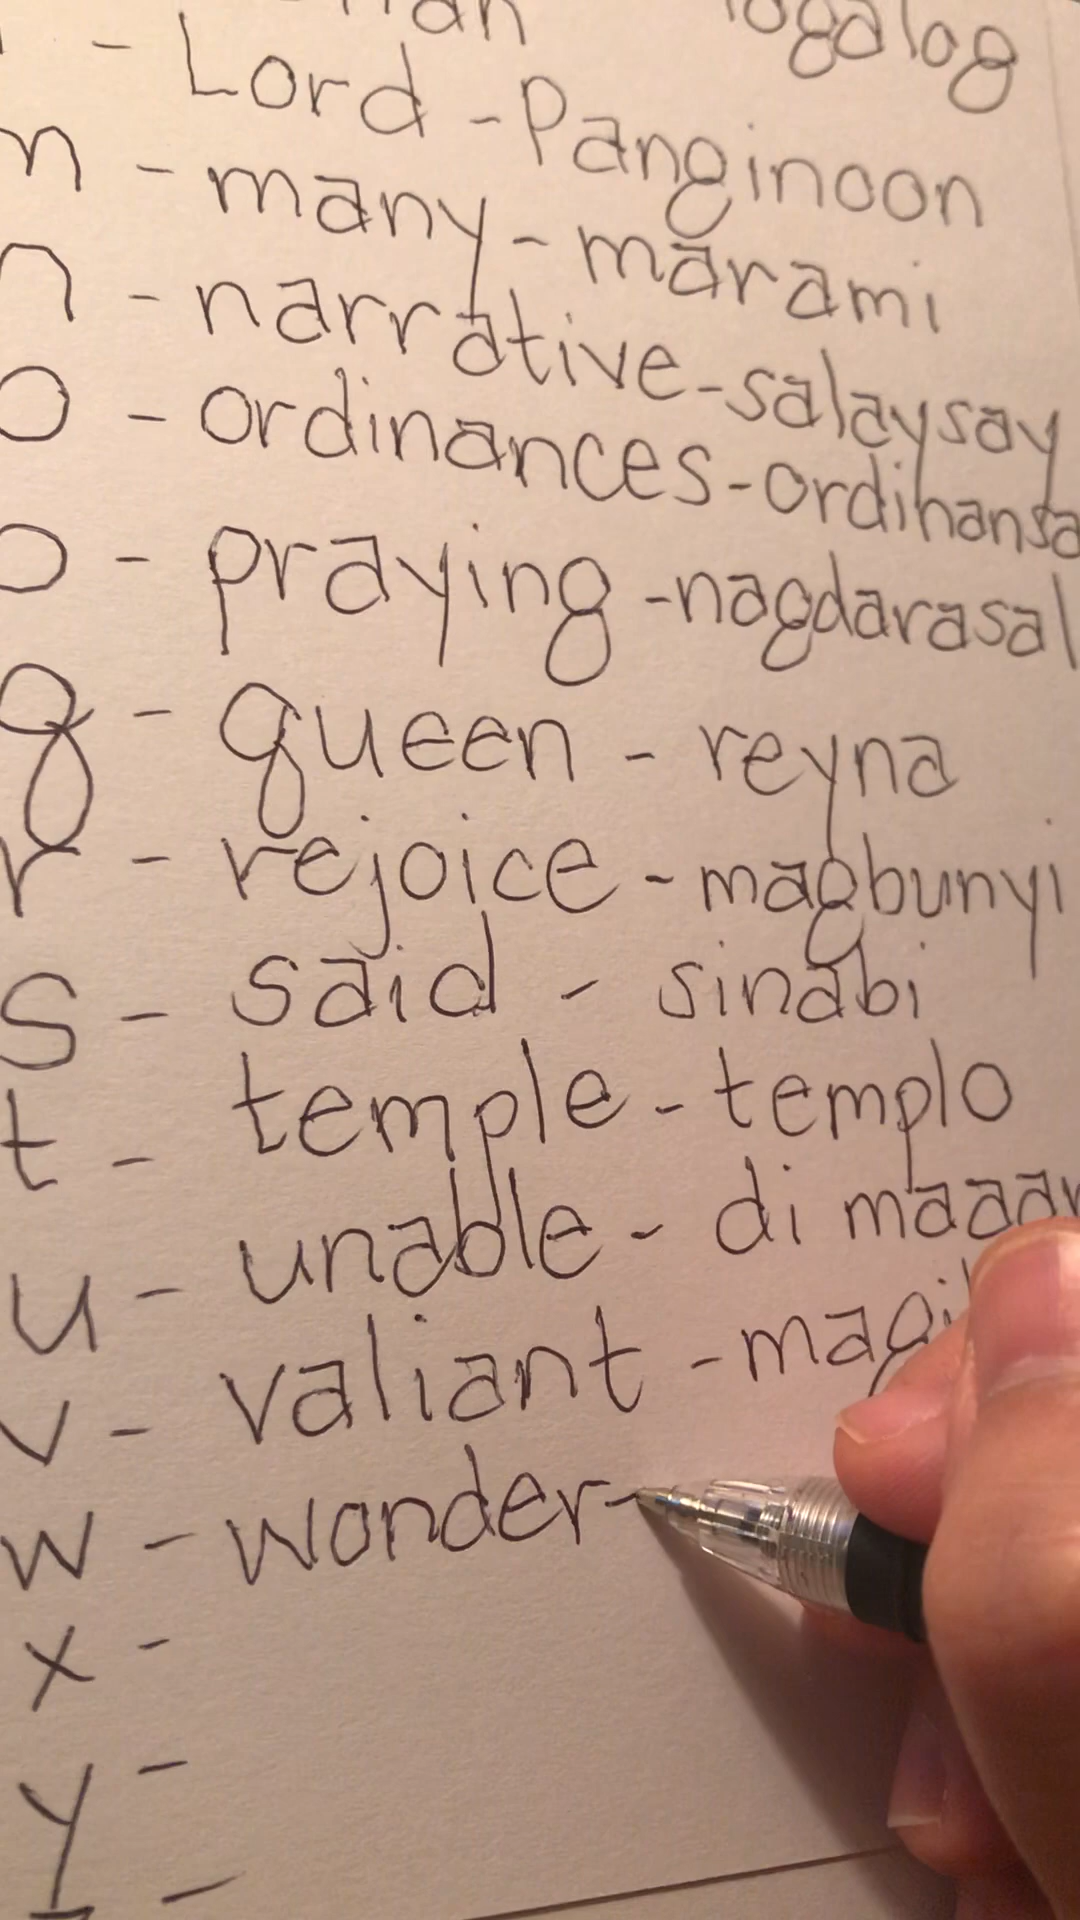 - Lord - Panginoon
m - many - marami
n - narrative - salaysay
o - ordinances - ordinansa
p - praying - nagdarasal
q - queen - reyna
r - rejoice - magbunyi
s - said - sinabi
t - temple - templo
u - unable - di
v - valiant -
w - wonder -
x -
y -
-